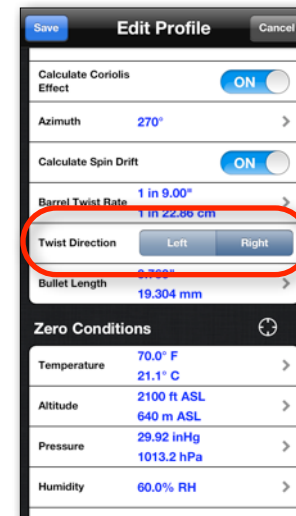 Save Edit Profile Cancel
Calculate Coriolis
Effect ON
Azimuth 270°
Calculate Spin Drift ON
Barrel Twist Rate 1 in 9.00"
1 in 22.86 cm
Twist Direction Left Right
Bullet Length
19.304 mm
Zero Conditions
Temperature 70.0° F
21.1° C
Altitude 2100 ft ASL
640 m ASL
Pressure 29.92 inHg
1013.2 hPa
Humidity 60.0% RH